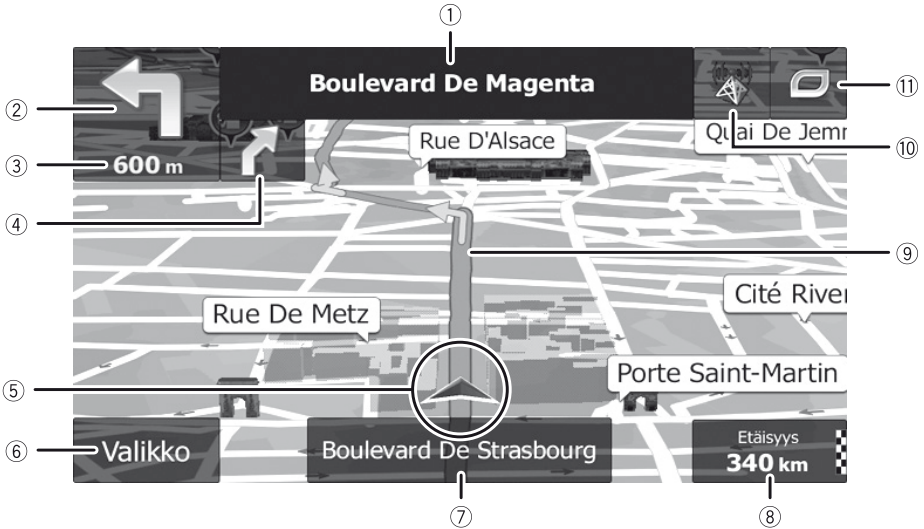 ①
Boulevard De Magenta
②
⑪
Rue D'Alsace
Quai De Jemm
⑩
③
600 m
④
⑨
Cité River
Rue De Metz
Porte Saint-Martin
⑤
⑥
Valikko
Boulevard De Strasbourg
Etäisyys
340 km
⑦
⑧